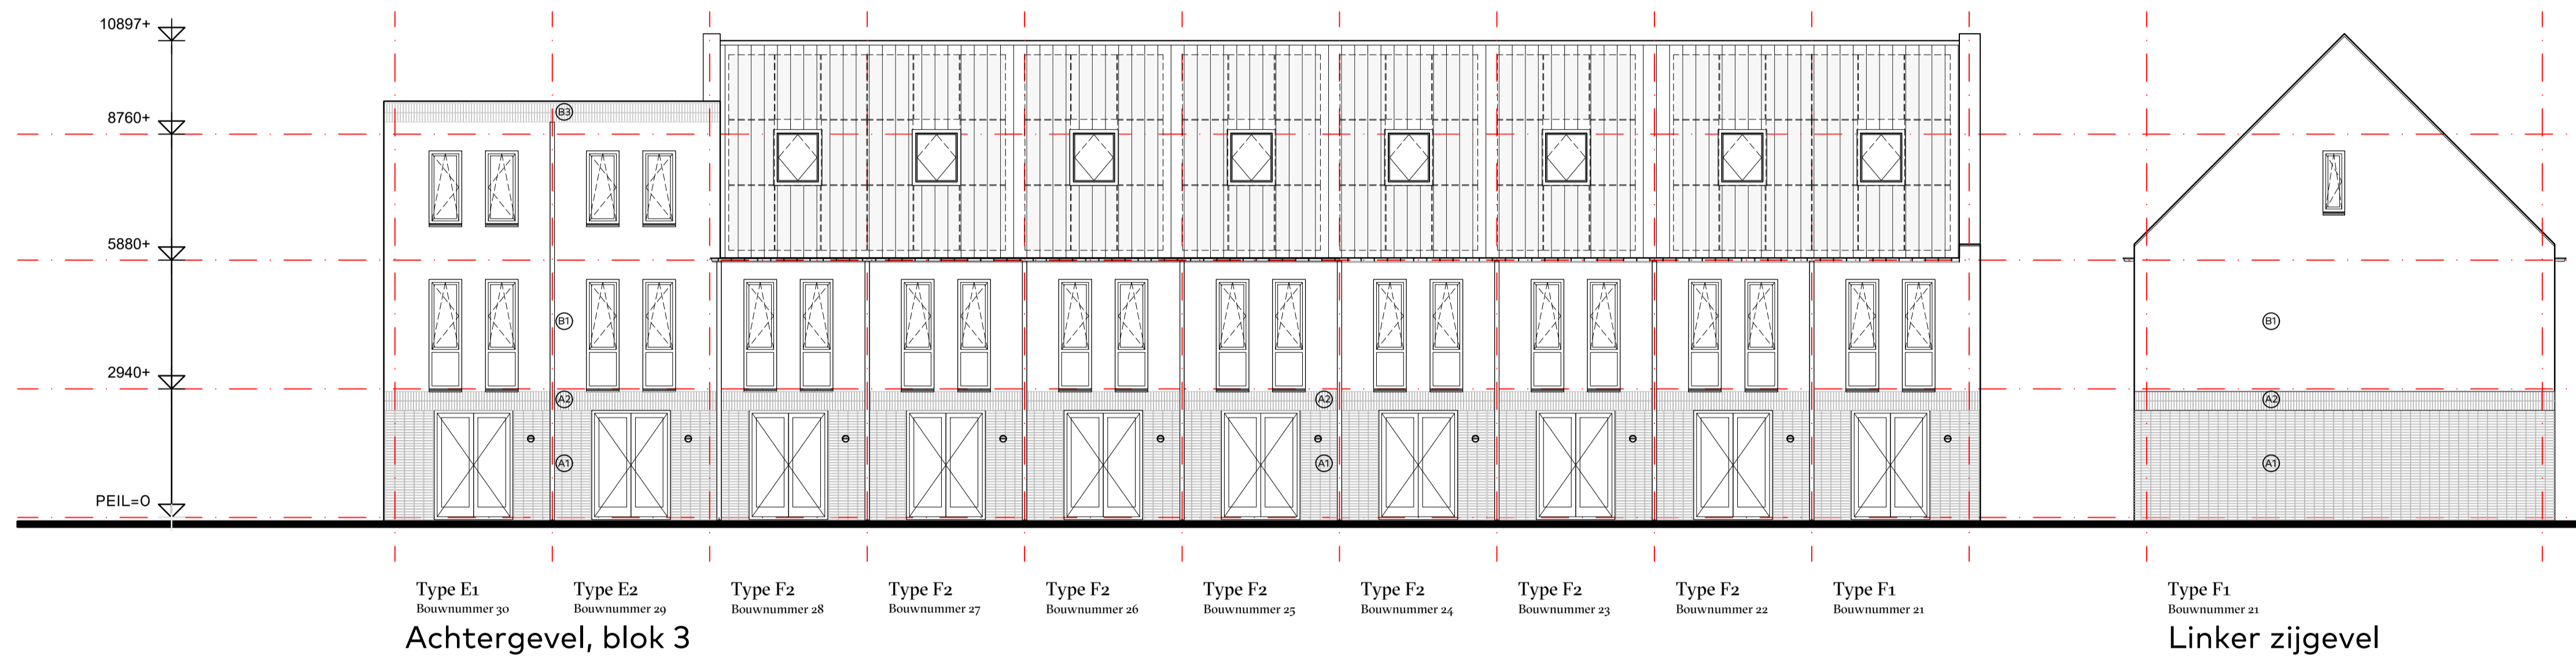 10897+
8760+
5880+
2940+
PEIL=0
B3
B1
A2
A1
A2
A1
B1
A2
A1
Type E1
Bouwnummer 30
Type E2
Bouwnummer 29
Type F2
Bouwnummer 28
Type F2
Bouwnummer 27
Type F2
Bouwnummer 26
Type F2
Bouwnummer 25
Type F2
Bouwnummer 24
Type F2
Bouwnummer 23
Type F2
Bouwnummer 22
Type F1
Bouwnummer 21
Achtergevel, blok 3
Type F1
Bouwnummer 21
Linker zijgevel